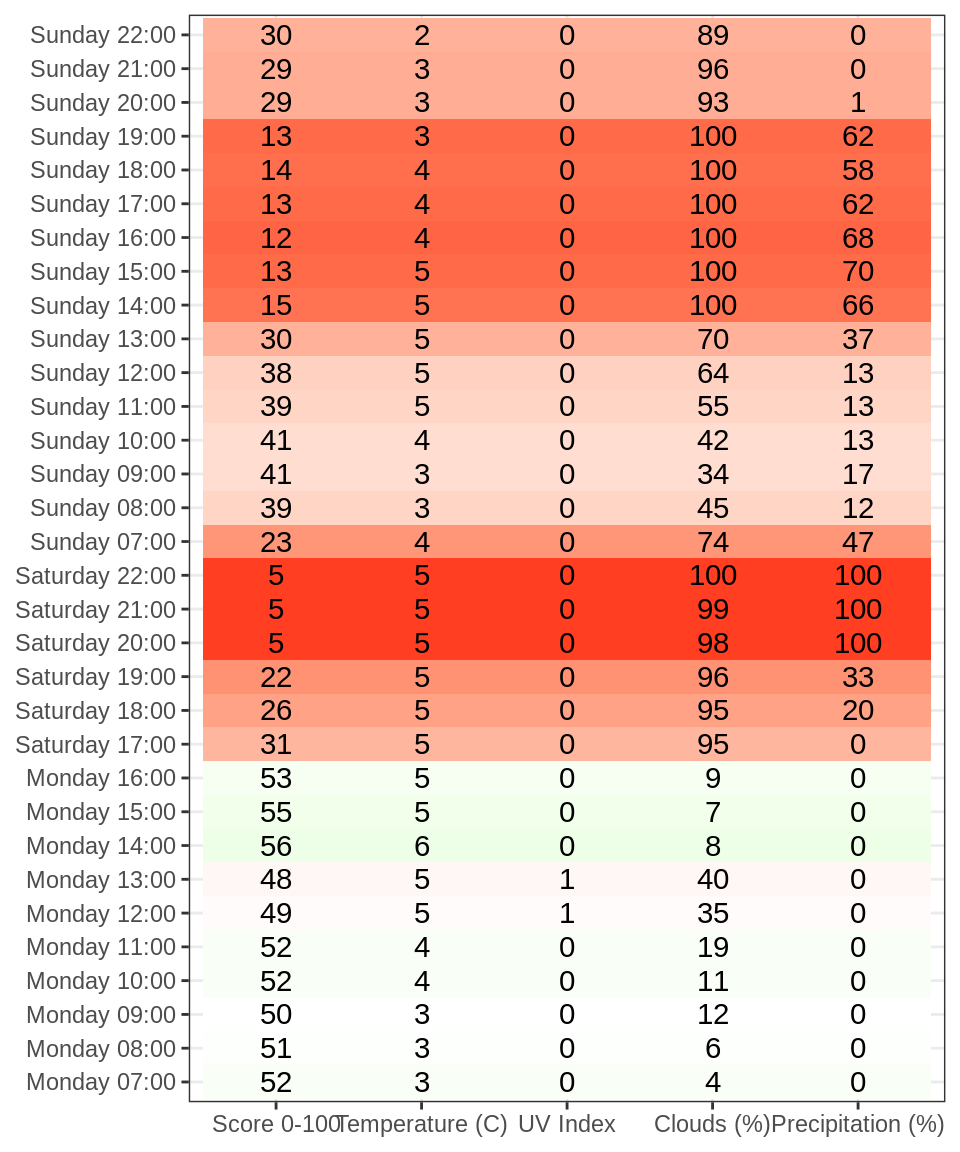 Sunday 22:00 30 2 0 89 0
Sunday 21:00 29 3 0 96 0
Sunday 20:00 29 3 0 93 1
Sunday 19:00 13 3 0 100 62
Sunday 18:00 14 4 0 100 58
Sunday 17:00 13 4 0 100 62
Sunday 16:00 12 4 0 100 68
Sunday 15:00 13 5 0 100 70
Sunday 14:00 15 5 0 100 66
Sunday 13:00 30 5 0 70 37
Sunday 12:00 38 5 0 64 13
Sunday 11:00 39 5 0 55 13
Sunday 10:00 41 4 0 42 13
Sunday 09:00 41 3 0 34 17
Sunday 08:00 39 3 0 45 12
Sunday 07:00 23 4 0 74 47
Saturday 22:00 5 5 0 100 100
Saturday 21:00 5 5 0 99 100
Saturday 20:00 5 5 0 98 100
Saturday 19:00 22 5 0 96 33
Saturday 18:00 26 5 0 95 20
Saturday 17:00 31 5 0 95 0
Monday 16:00 53 5 0 9 0
Monday 15:00 55 5 0 7 0
Monday 14:00 56 6 0 8 0
Monday 13:00 48 5 1 40 0
Monday 12:00 49 5 1 35 0
Monday 11:00 52 4 0 19 0
Monday 10:00 52 4 0 11 0
Monday 09:00 50 3 0 12 0
Monday 08:00 51 3 0 6 0
Monday 07:00 52 3 0 4 0
Score 0-100 Temperature (C) UV Index Clouds (%) Precipitation (%)